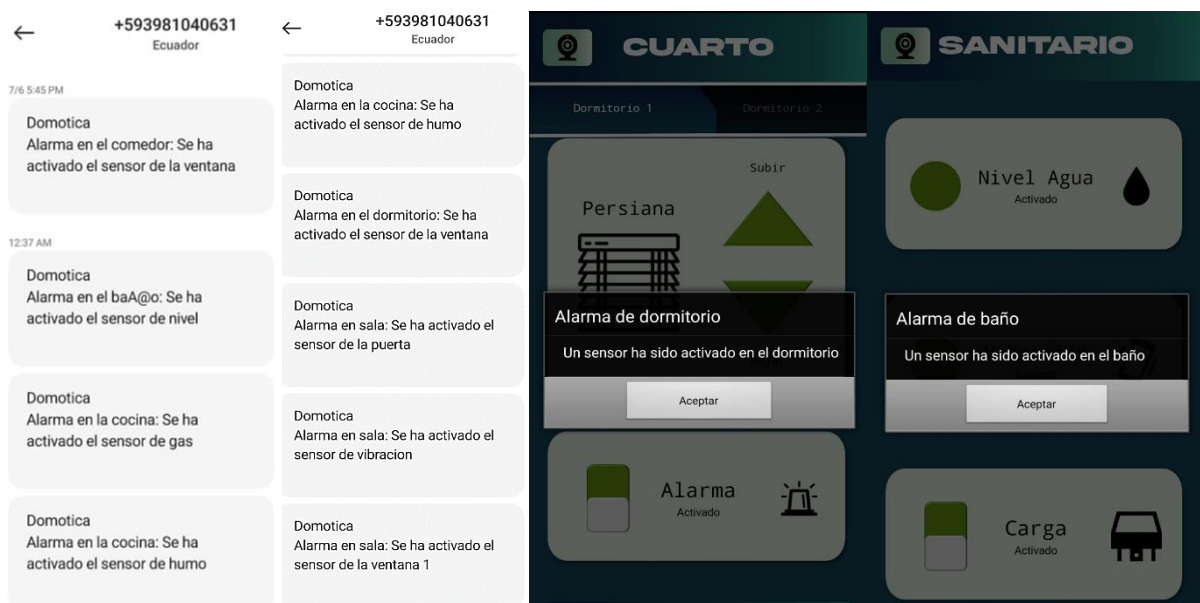 +593981040631
Ecuador
7/6 5:45 PM
Domotica
Alarma en el comedor: Se ha
activado el sensor de la ventana
12:37 AM
Domotica
Alarma en el baA@o: Se ha
activado el sensor de nivel
Domotica
Alarma en la cocina: Se ha
activado el sensor de gas
Domotica
Alarma en la cocina: Se ha
activado el sensor de humo
+593981040631
Ecuador
Domotica
Alarma en la cocina: Se ha
activado el sensor de humo
Domotica
Alarma en el dormitorio: Se ha
activado el sensor de la ventana
Domotica
Alarma en sala: Se ha activado el
sensor de la puerta
Domotica
Alarma en sala: Se ha activado el
sensor de vibracion
Domotica
Alarma en sala: Se ha activado el
sensor de la ventana 1
CUARTO
Dormitorio 1
Dormitorio 2
Subir
Persiana
Alarma de dormitorio
Un sensor ha sido activado en el dormitorio
Aceptar
Alarma
Activado
SANITARIO
Nivel Agua
Activado
Alarma de baño
Un sensor ha sido activado en el baño
Aceptar
Carga
Activado